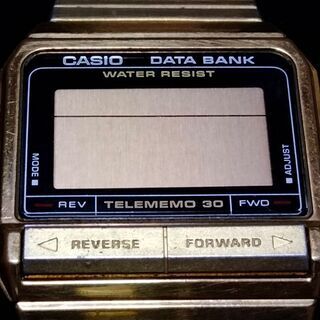 CASIO DATA BANK
WATER RESIST
MODE
ADJUST
REV TELEMEMO 30 FWD
REVERSE FORWARD